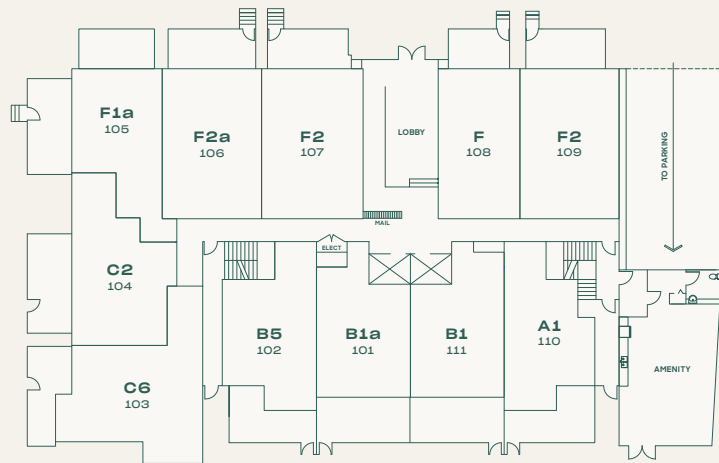 F1a
105
F2a
106
F2
107
LOBBY
F
108
F2
109
TO PARKING
MAIL
ELECT
C2
104
B5
102
B1a
101
B1
111
A1
110
AMENITY
C6
103